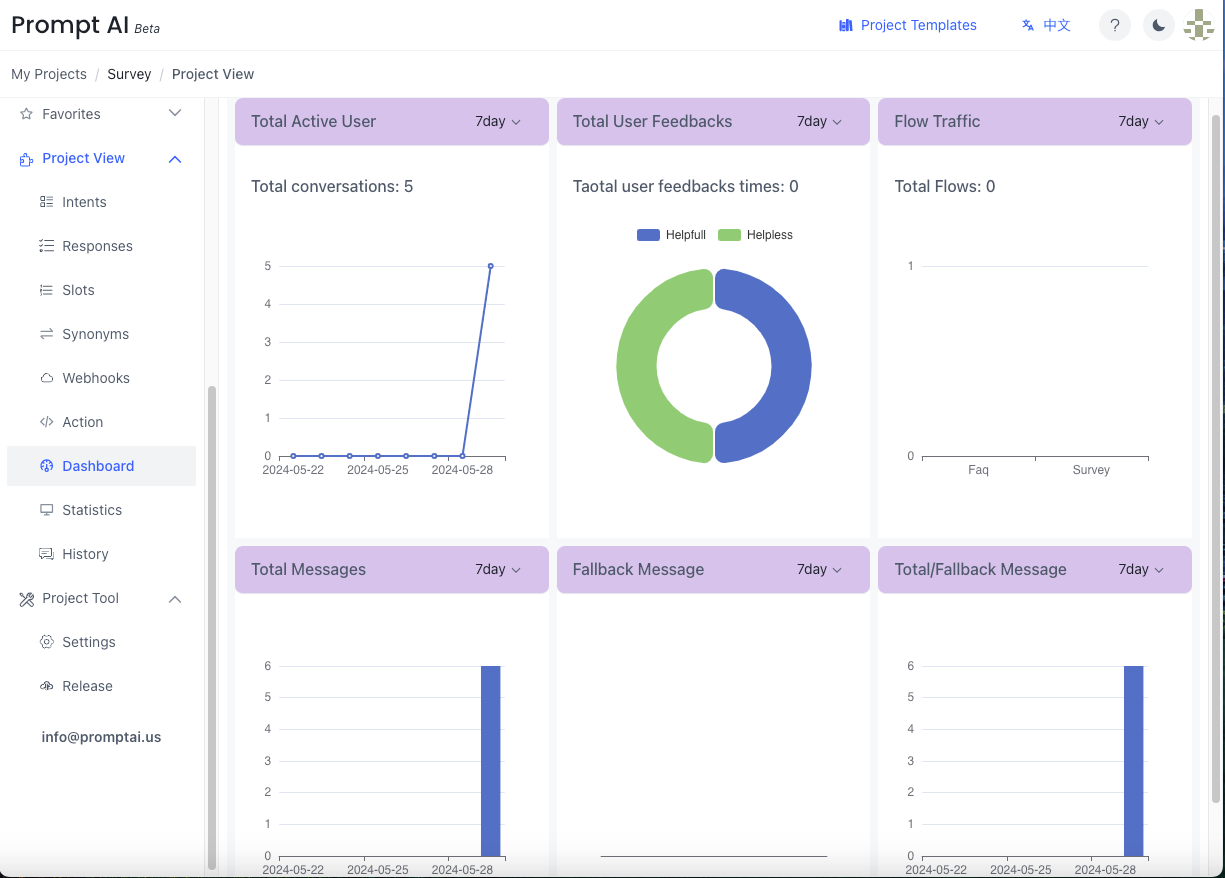 Prompt AI Beta
Project Templates
中文
?
My Projects / Survey / Project View
Favorites
Project View
Intents
Responses
Slots
Synonyms
Webhooks
Action
Dashboard
Statistics
History
Project Tool
Settings
Release
info@promptai.us
Total Active User 7day
Total conversations: 5
5
4
3
2
1
0
2024-05-22 2024-05-25 2024-05-28
Total User Feedbacks 7day
Taotal user feedbacks times: 0
Helpfull Helpless
Flow Traffic 7day
Total Flows: 0
1
0
Faq Survey
Total Messages 7day
6
5
4
3
2
1
0
2024-05-22 2024-05-25 2024-05-28
Fallback Message 7day
Total/Fallback Message 7day
6
5
4
3
2
1
0
2024-05-22 2024-05-25 2024-05-28